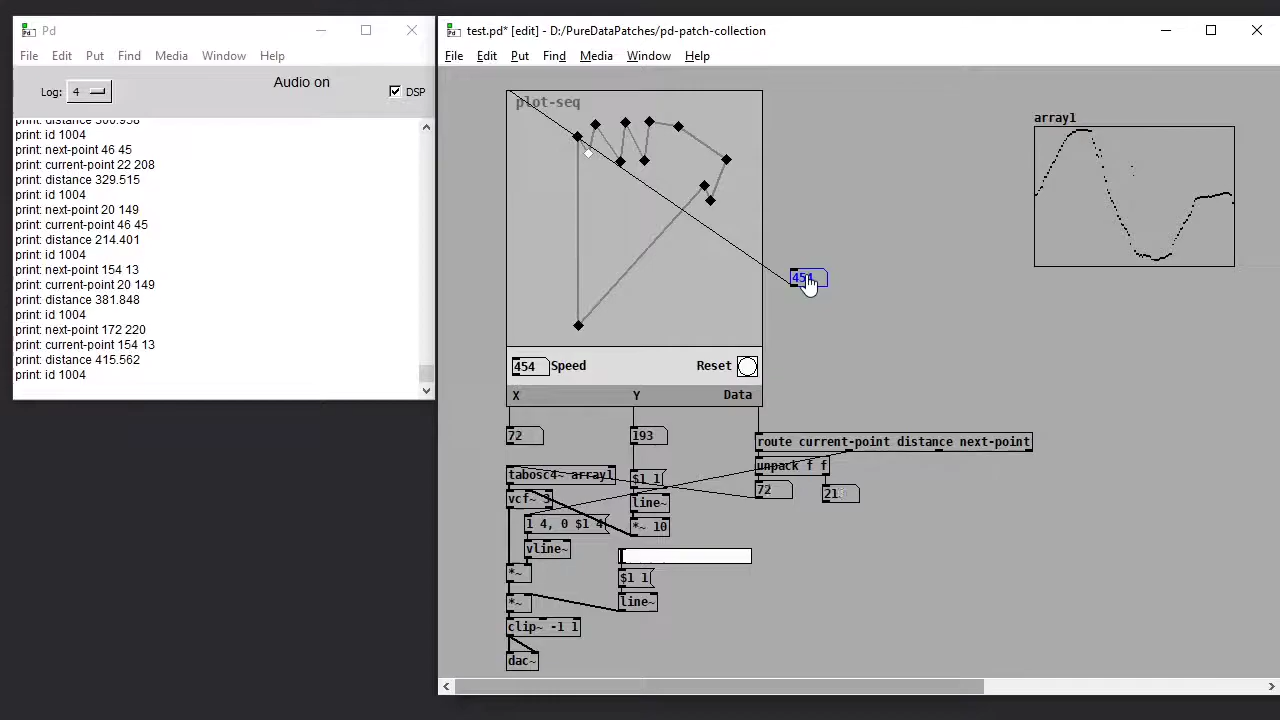 Pd
File Edit Put Find Media Window Help
Log: 4
Audio on
DSP
print: distance 300.938
print: id 1004
print: next-point 46 45
print: current-point 22 208
print: distance 329.515
print: id 1004
print: next-point 20 149
print: current-point 46 45
print: distance 214.401
print: id 1004
print: next-point 154 13
print: current-point 20 149
print: distance 381.848
print: id 1004
print: next-point 172 220
print: current-point 154 13
print: distance 415.562
print: id 1004
test.pd* [edit] - D:/PureDataPatches/pd-patch-collection
File Edit Put Find Media Window Help
plot-seq
array1
454
454 Speed
Reset
X Y Data
72 193
route current-point distance next-point
unpack f f
tabosc4~ array1
$1 1
72
vcf~ 3
line~
1 4, 0 $1 4
*~ 10
vline~
*~
$1 1
*~
line~
clip~ -1 1
dac~